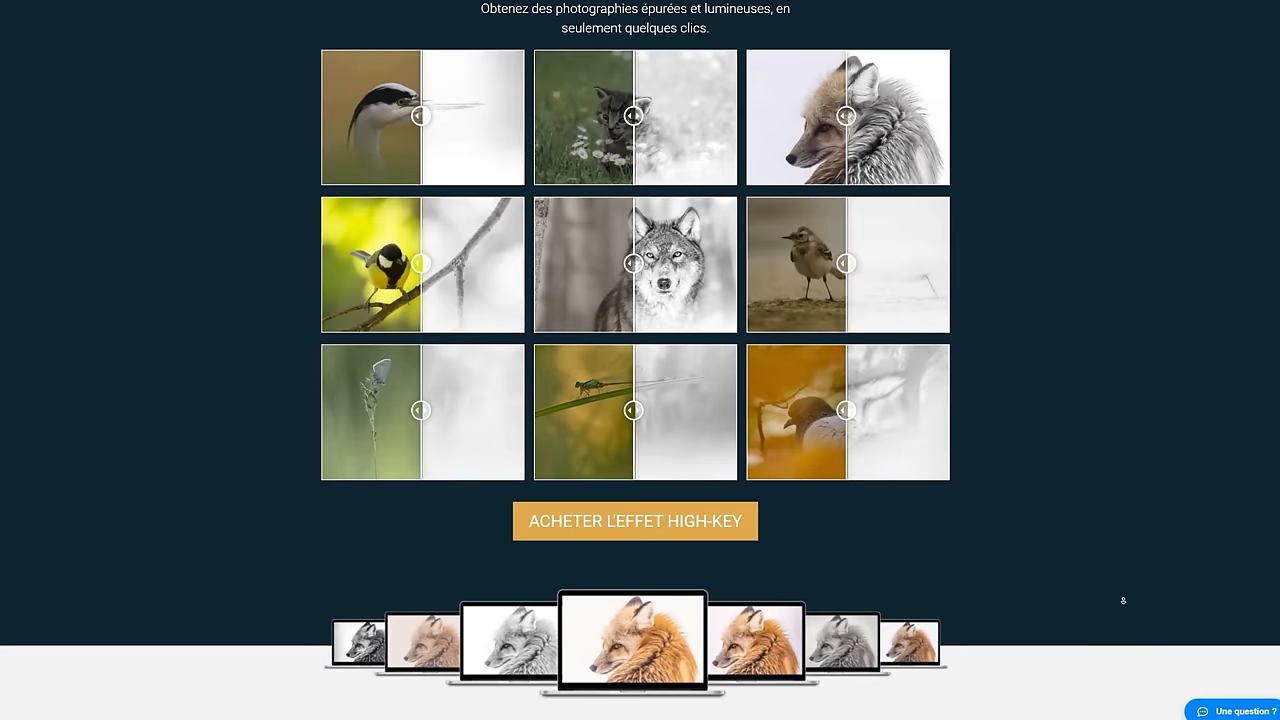 Obtenez des photographies épurées et lumineuses, en
seulement quelques clics.
ACHETER L'EFFET HIGH-KEY
Une question ?